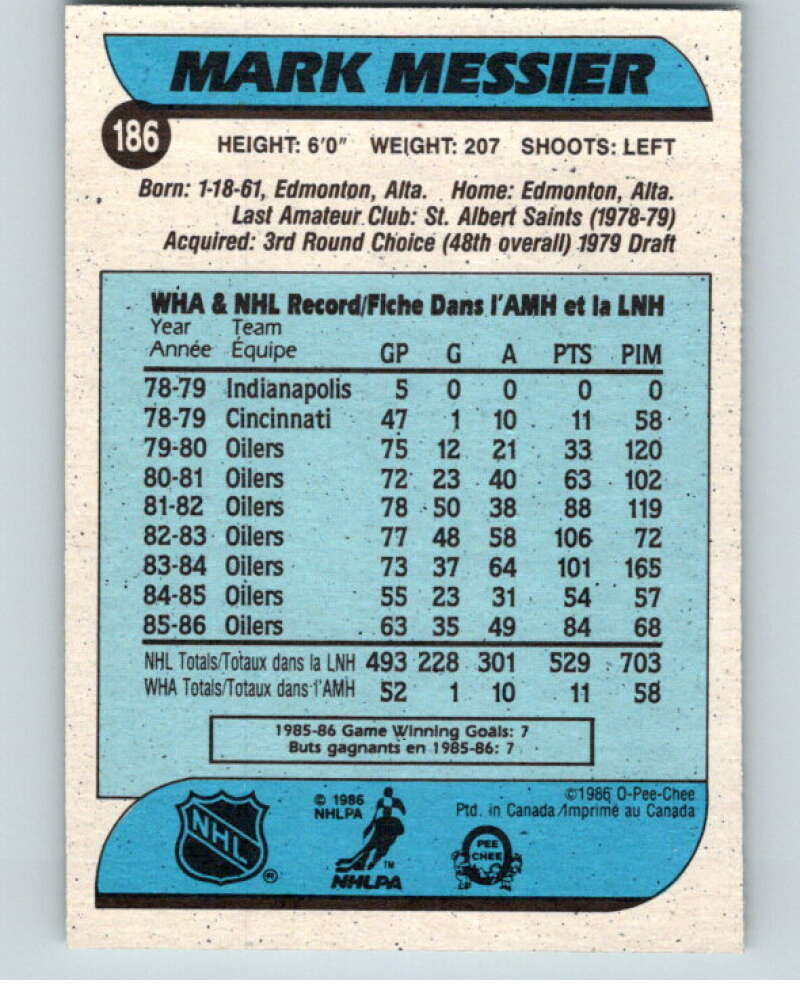 MARK MESSIER
186
HEIGHT: 6'0" WEIGHT: 207 SHOOTS: LEFT
Born: 1-18-61, Edmonton, Alta. Home: Edmonton, Alta.
Last Amateur Club: St. Albert Saints (1978-79)
Acquired: 3rd Round Choice (48th overall) 1979 Draft
WHA & NHL Record/Fiche Dans l'AMH et la LNH
Year Team
Année Équipe GP G A PTS PIM
78-79 Indianapolis 5 0 0 0 0
78-79 Cincinnati 47 1 10 11 58
79-80 Oilers 75 12 21 33 120
80-81 Oilers 72 23 40 63 102
81-82 Oilers 78 50 38 88 119
82-83 Oilers 77 48 58 106 72
83-84 Oilers 73 37 64 101 165
84-85 Oilers 55 23 31 54 57
85-86 Oilers 63 35 49 84 68
NHL Totals/Totaux dans la LNH 493 228 301 529 703
WHA Totals/Totaux dans l'AMH 52 1 10 11 58
1985-86 Game Winning Goals: 7
Buts gagnants en 1985-86: 7
©1986 O-Pee-Chee
Ptd. in Canada/Imprimé au Canada
NHL
®
© 1986
NHLPA
TM
NHLPA
O
PEE
CHEE